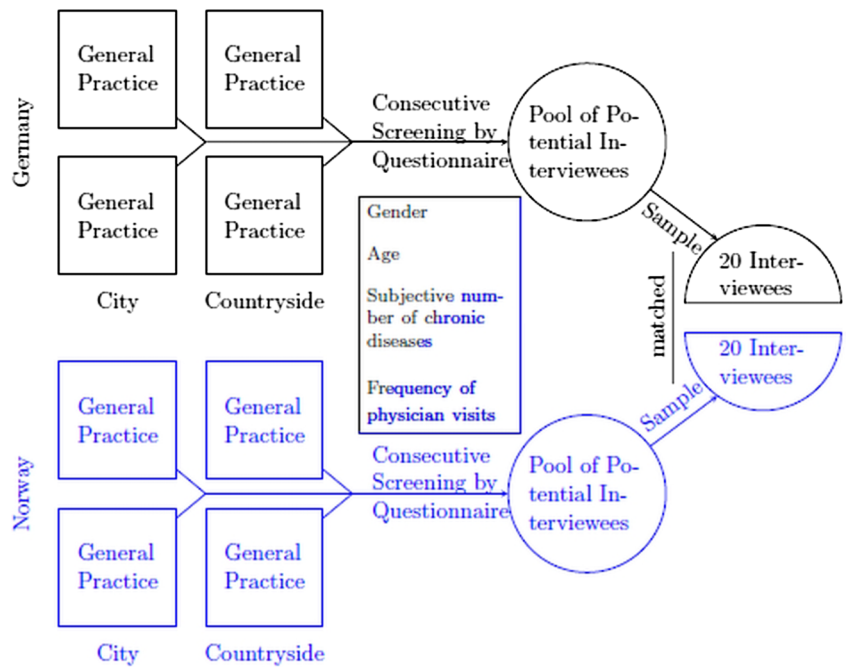 Germany
General
Practice
General
Practice
General
Practice
General
Practice
City
Countryside
Consecutive
Screening by
Questionnaire
Pool of Po-
tential In-
terviewees
Sample
20 Inter-
viewees
matched
Gender
Age
Subjective num-
ber of chronic
diseases
Frequency of
physician visits
Norway
General
Practice
General
Practice
General
Practice
General
Practice
City
Countryside
Consecutive
Screening by
Questionnaire
Pool of Po-
tential In-
terviewees
Sample
20 Inter-
viewees